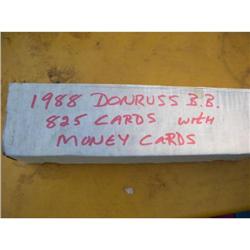 1988 DONRUSS B.B.
825 CARDS with
MONEY CARDS